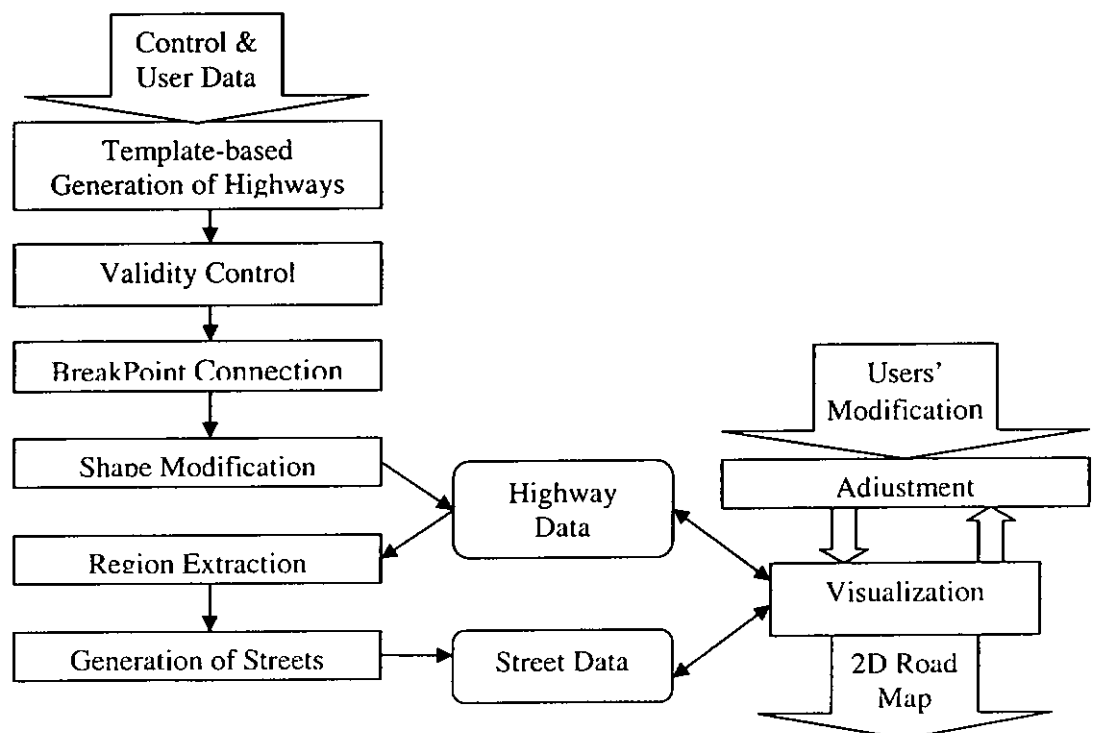 Control &
User Data
Template-based
Generation of Highways
Validity Control
BreakPoint Connection
Shape Modification
Region Extraction
Generation of Streets
Highway
Data
Street Data
Users'
Modification
Adjustment
Visualization
2D Road
Map